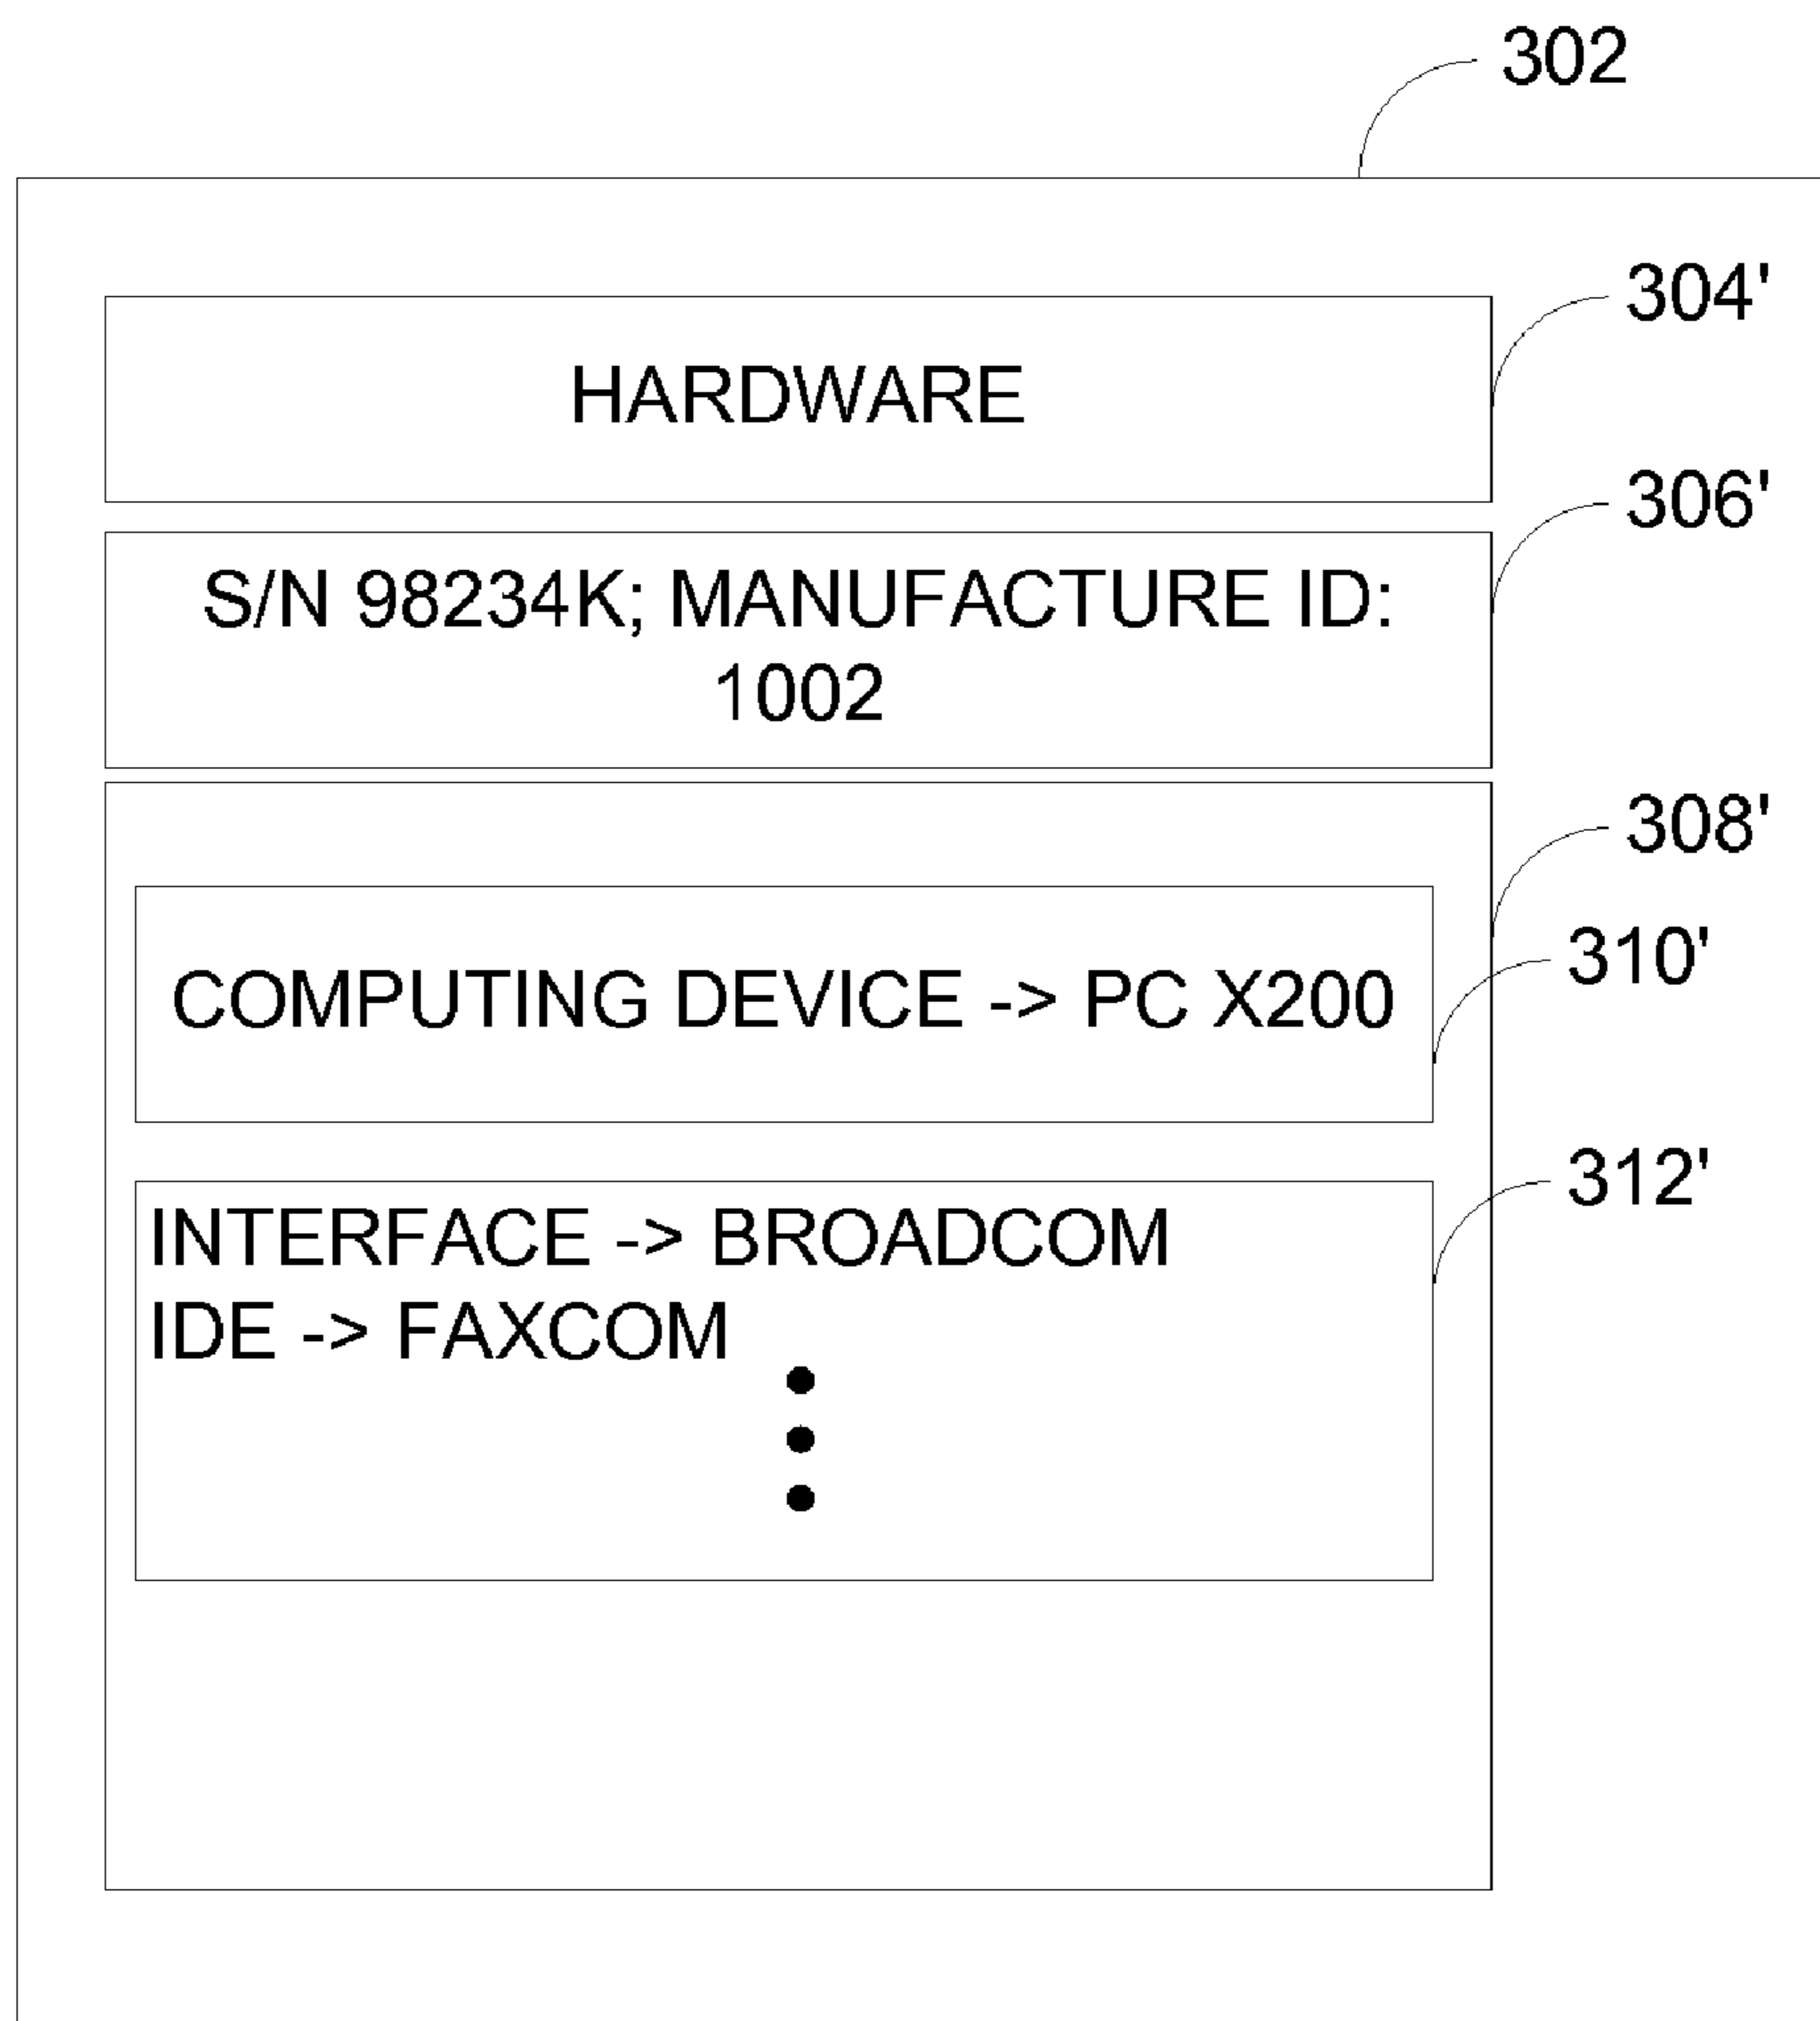 302
304'
HARDWARE
306'
S/N 98234K; MANUFACTURE ID:
1002
308'
310'
COMPUTING DEVICE -> PC X200
312'
INTERFACE -> BROADCOM
IDE -> FAXCOM